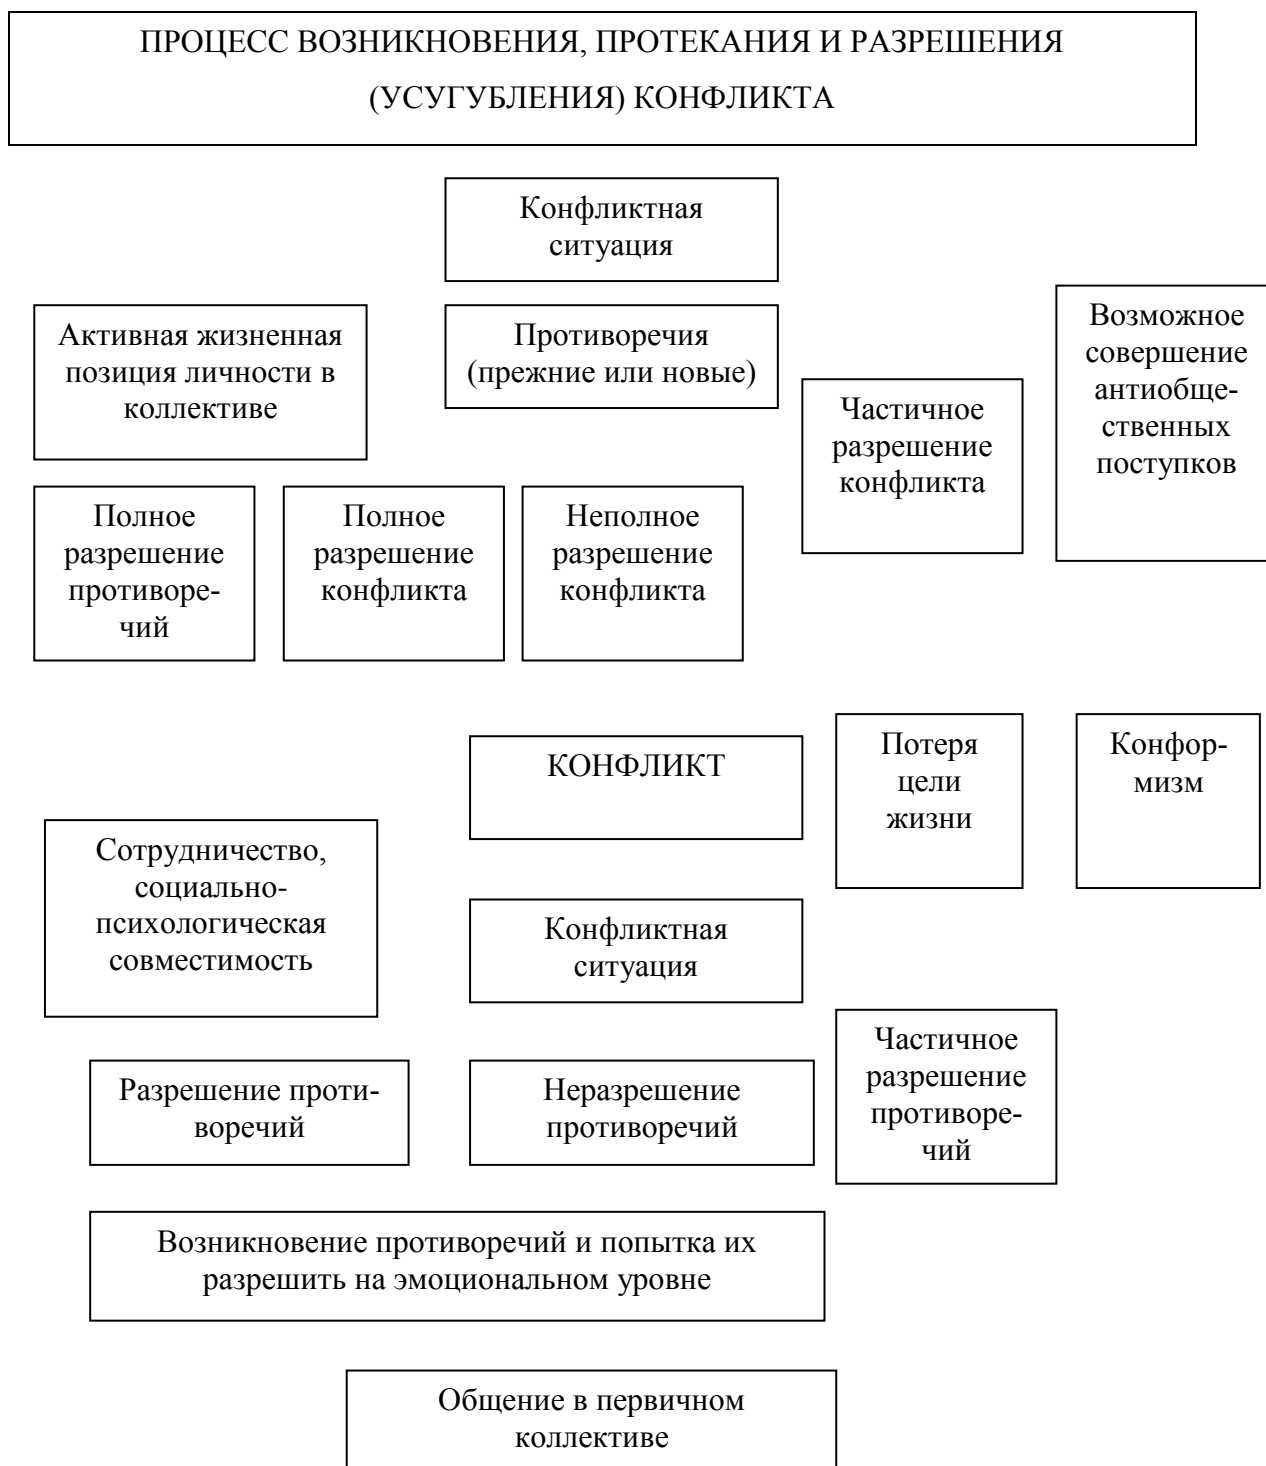 ПРОЦЕСС ВОЗНИКНОВЕНИЯ, ПРОТЕКАНИЯ И РАЗРЕШЕНИЯ
(УСУГУБЛЕНИЯ) КОНФЛИКТА
Конфликтная
ситуация
Активная жизненная
позиция личности в
коллективе
Противоречия
(прежние или новые)
Частичное
разрешение
конфликта
Возможное
совершение
антиобще-
ственных
поступков
Полное
разрешение
противоре-
чий
Полное
разрешение
конфликта
Неполное
разрешение
конфликта
КОНФЛИКТ
Потеря
цели
жизни
Конфор-
мизм
Сотрудничество,
социально-
психологическая
совместимость
Конфликтная
ситуация
Разрешение проти-
воречий
Неразрешение
противоречий
Частичное
разрешение
противоре-
чий
Возникновение противоречий и попытка их
разрешить на эмоциональном уровне
Общение в первичном
коллективе